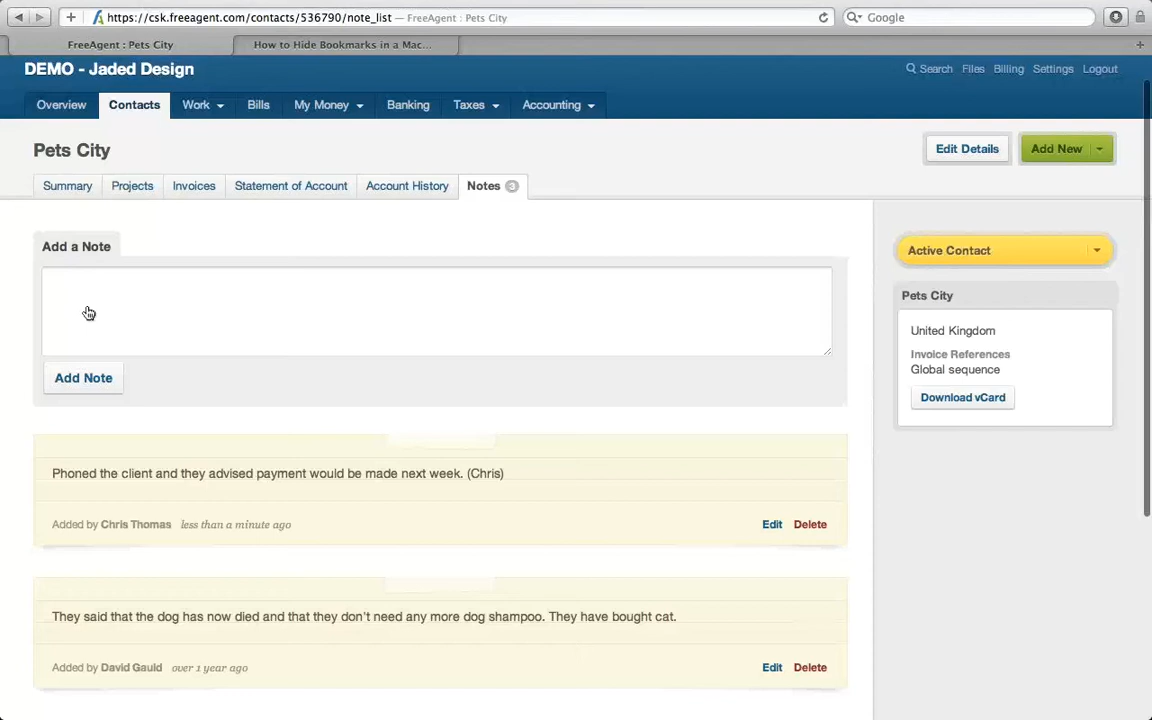 https://csk.freeagent.com/contacts/536790/note_list — FreeAgent : Pets City
Google
FreeAgent : Pets City
How to Hide Bookmarks in a Mac...
DEMO - Jaded Design
Search Files Billing Settings Logout
Overview Contacts Work Bills My Money Banking Taxes Accounting
Pets City
Edit Details Add New
Summary Projects Invoices Statement of Account Account History Notes 3
Add a Note
Active Contact
Pets City
United Kingdom
Invoice References
Global sequence
Download vCard
Add Note
Phoned the client and they advised payment would be made next week. (Chris)
Added by Chris Thomas less than a minute ago Edit Delete
They said that the dog has now died and that they don't need any more dog shampoo. They have bought cat.
Added by David Gauld over 1 year ago Edit Delete